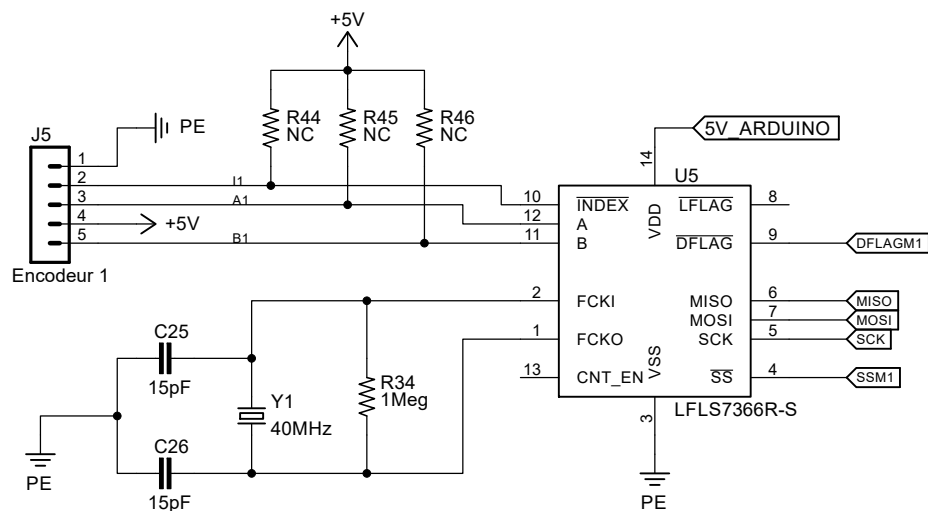 +5V
R44
NC
R45
NC
R46
NC
J5
PE
1
2
3
4
5
I1
A1
+5V
B1
Encodeur 1
5V_ARDUINO
14
U5
10
12
11
INDEX
A
B
VDD
LFLAG
8
DFLAG
9
DFLAGM1
2
FCKI
MISO
6
MISO
MOSI
7
MOSI
1
FCKO
SCK
5
SCK
VSS
13
CNT_EN
SS
4
SSM1
LFLS7366R-S
3
PE
C25
15pF
R34
1Meg
Y1
40MHz
C26
15pF
PE